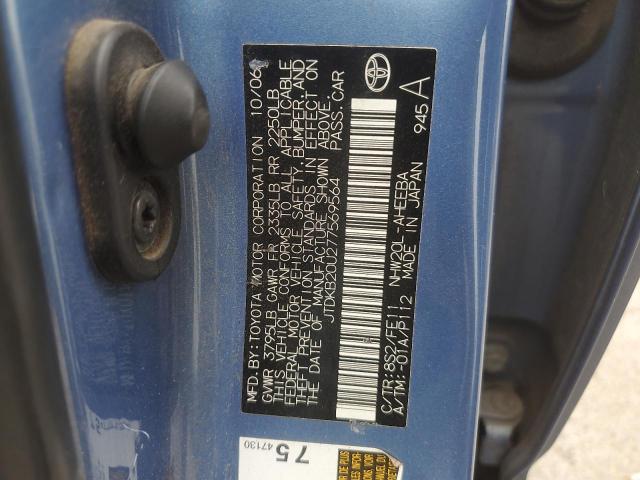 MFD.BY:TOYOTA MOTOR CORPORATION 10/06
GVWR 3795LB GAWR FR 2335LB RR 2250LB
THIS VEHICLE CONFORMS TO ALL APPLICABLE
FEDERAL MOTOR VEHICLE SAFETY, BUMPER, AND
THEFT PREVENTION STANDARDS IN EFFECT ON
THE DATE OF MANUFACTURE SHOWN ABOVE.
JTDKB20U277569564 PASS.CAR
C/TR:8S2/FE11 NHW20L-AHEEBA
A/TM:-01A/P112 MADE IN JAPAN 945 A
75
47130